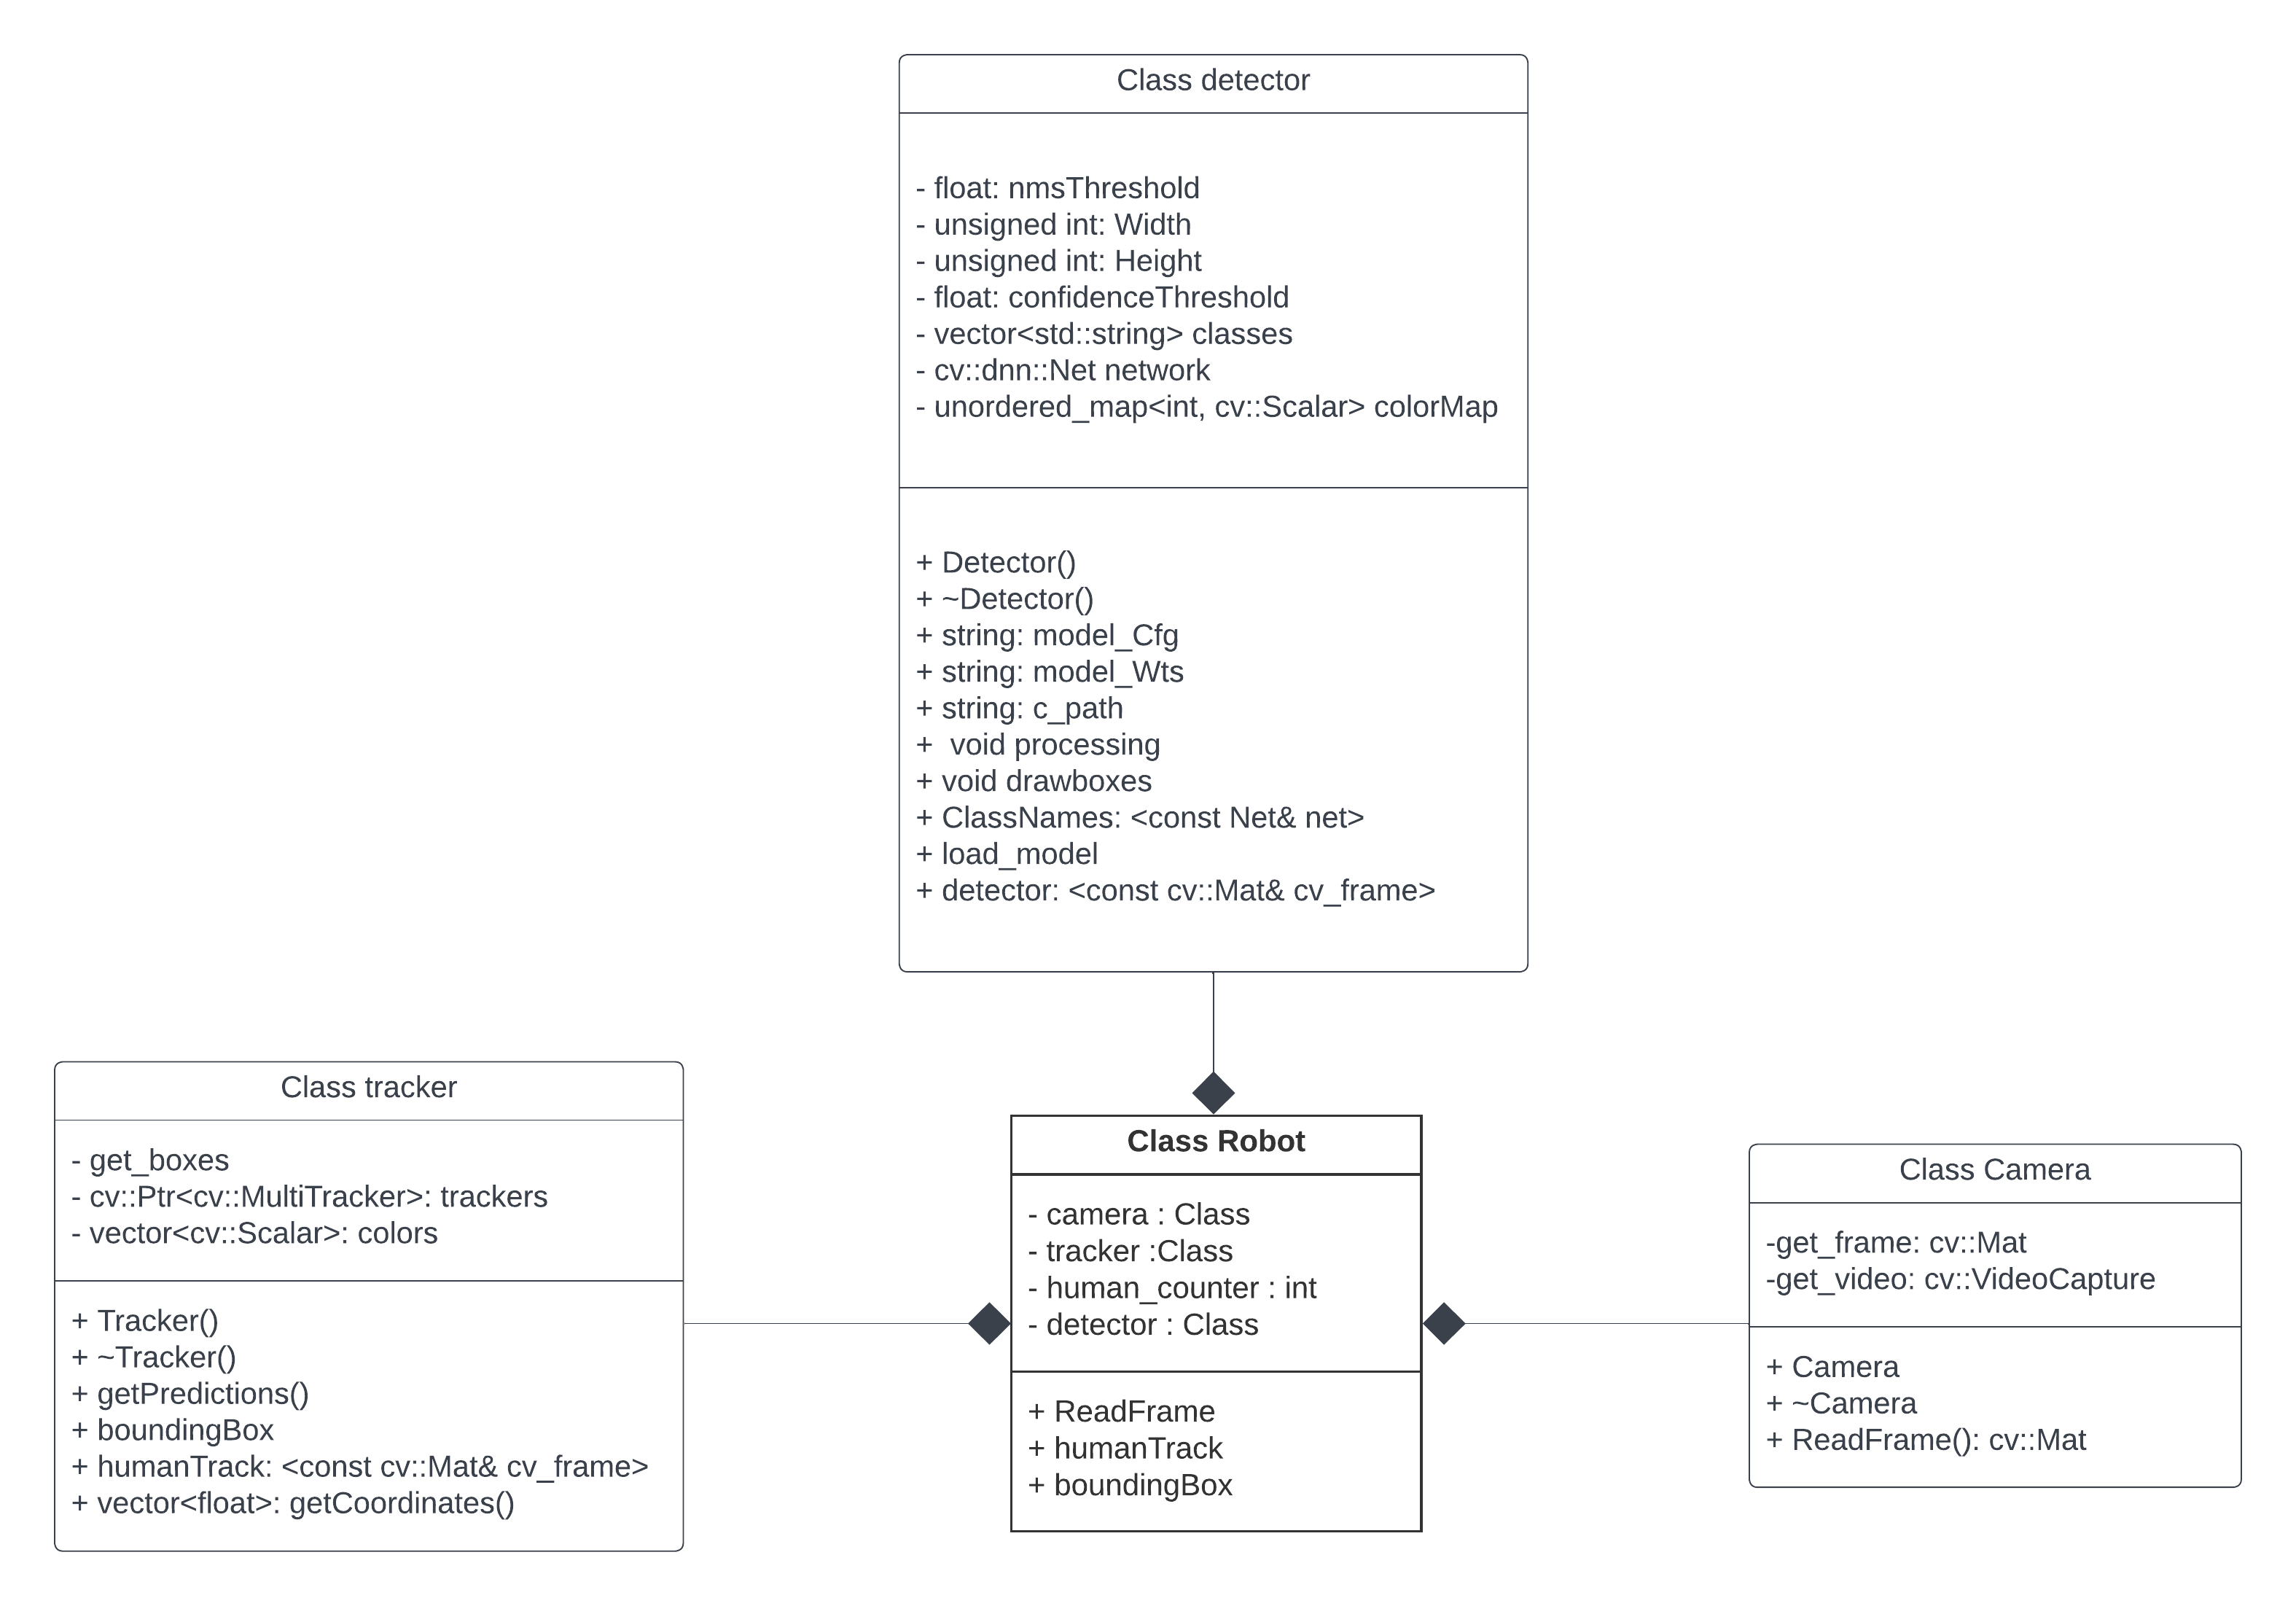 Class detector
- float: nmsThreshold
- unsigned int: Width
- unsigned int: Height
- float: confidenceThreshold
- vector<std::string> classes
- cv::dnn::Net network
- unordered_map<int, cv::Scalar> colorMap
+ Detector()
+ ~Detector()
+ string: model_Cfg
+ string: model_Wts
+ string: c_path
+  void processing
+ void drawboxes
+ ClassNames: <const Net& net>
+ load_model
+ detector: <const cv::Mat& cv_frame>
Class tracker
- get_boxes
- cv::Ptr<cv::MultiTracker>: trackers
- vector<cv::Scalar>: colors
+ Tracker()
+ ~Tracker()
+ getPredictions()
+ boundingBox
+ humanTrack: <const cv::Mat& cv_frame>
+ vector<float>: getCoordinates()
Class Robot
- camera : Class
- tracker :Class
- human_counter : int
- detector : Class
+ ReadFrame
+ humanTrack
+ boundingBox
Class Camera
-get_frame: cv::Mat
-get_video: cv::VideoCapture
+ Camera
+ ~Camera
+ ReadFrame(): cv::Mat